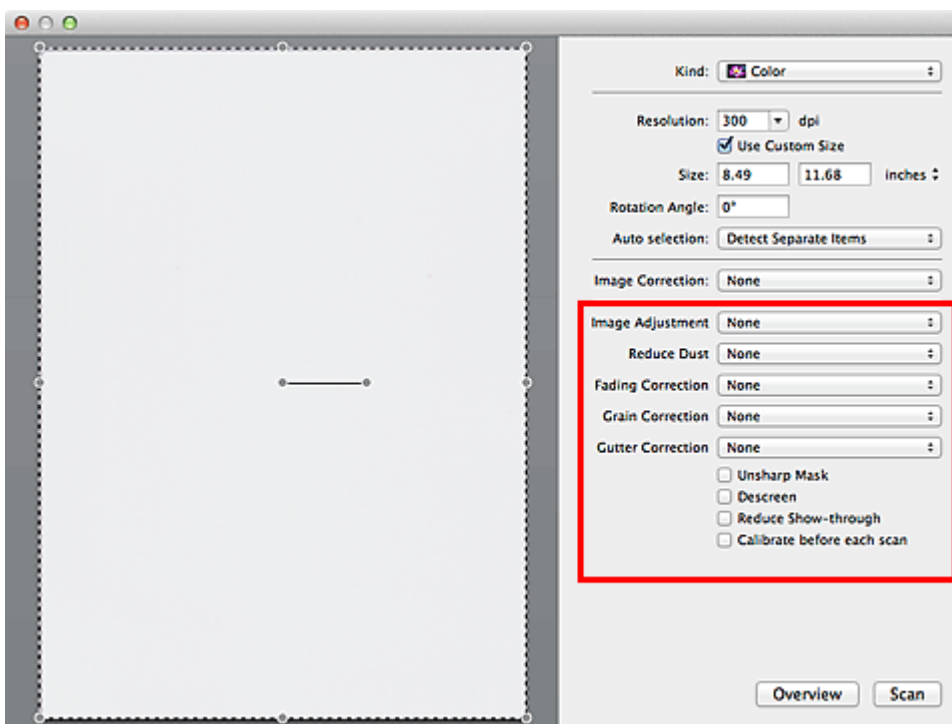 Kind: Color
Resolution: 300 dpi
Use Custom Size
Size: 8.49 11.68 inches
Rotation Angle: 0°
Auto selection: Detect Separate Items
Image Correction: None
Image Adjustment None
Reduce Dust None
Fading Correction None
Grain Correction None
Gutter Correction None
Unsharp Mask
Descreen
Reduce Show-through
Calibrate before each scan
Overview Scan